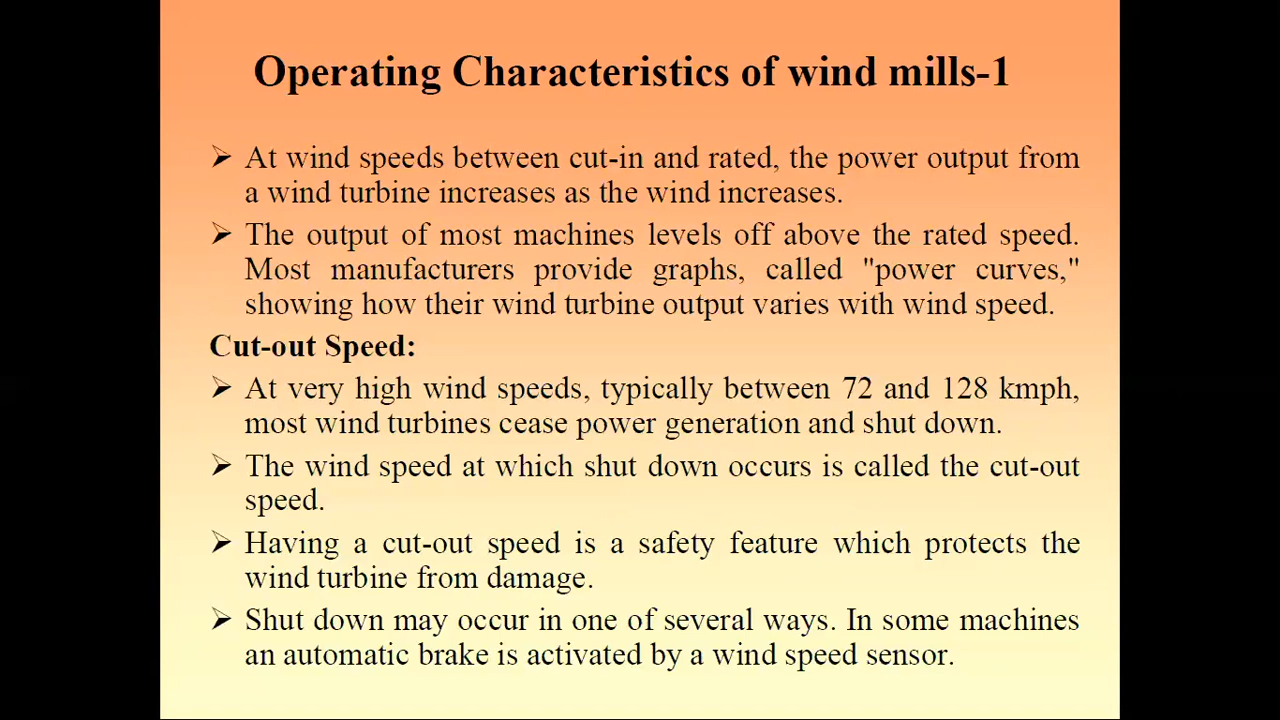 Operating Characteristics of wind mills-1
➢ At wind speeds between cut-in and rated, the power output from
a wind turbine increases as the wind increases.
➢ The output of most machines levels off above the rated speed.
Most manufacturers provide graphs, called "power curves,"
showing how their wind turbine output varies with wind speed.
Cut-out Speed:
➢ At very high wind speeds, typically between 72 and 128 kmph,
most wind turbines cease power generation and shut down.
➢ The wind speed at which shut down occurs is called the cut-out
speed.
➢ Having a cut-out speed is a safety feature which protects the
wind turbine from damage.
➢ Shut down may occur in one of several ways. In some machines
an automatic brake is activated by a wind speed sensor.